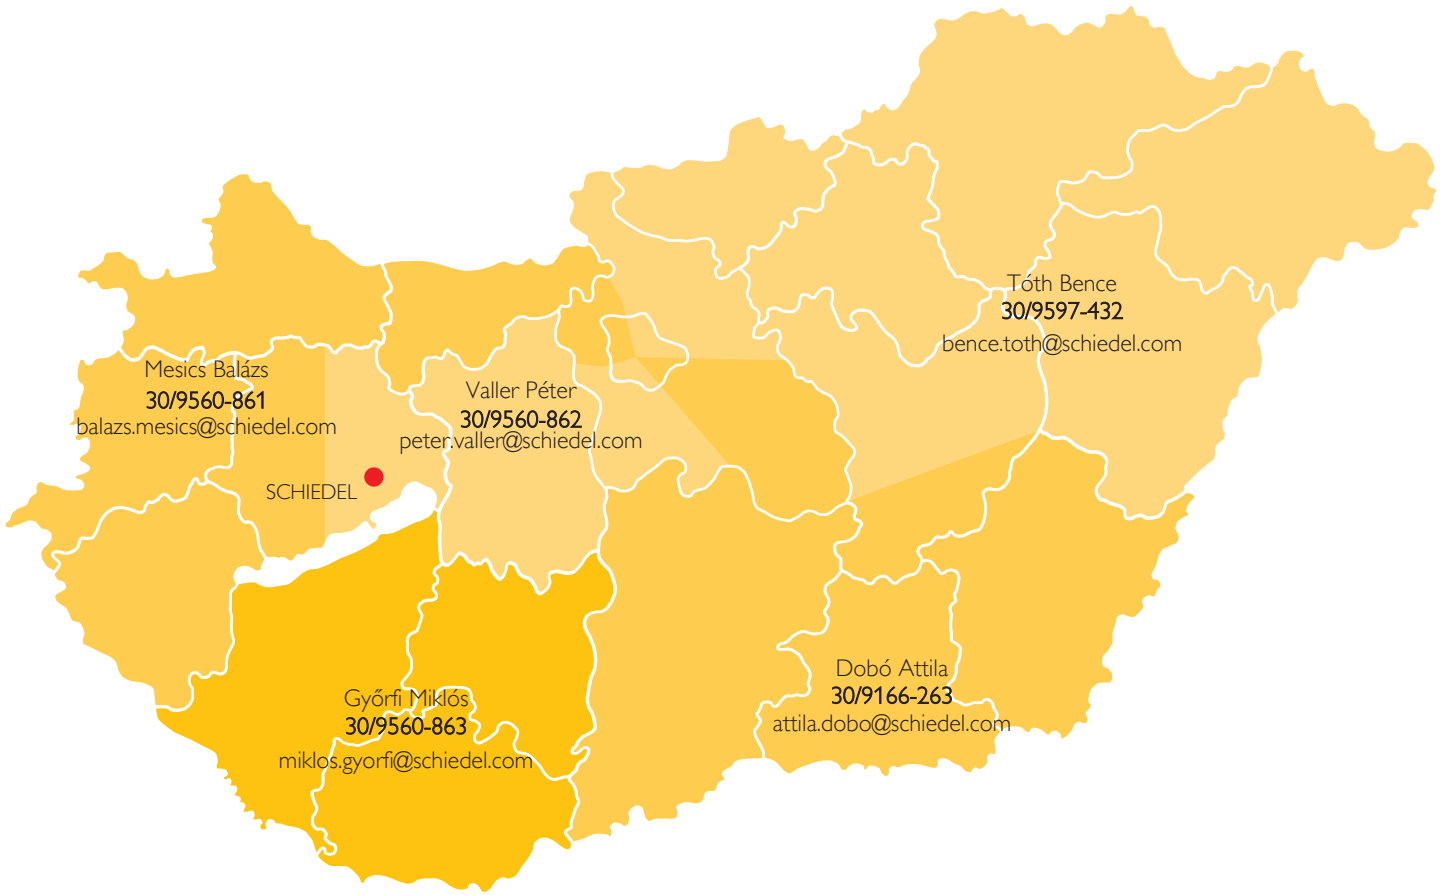 Tóth Bence
30/9597-432
bence.toth@schiedel.com
Mesics Balázs
30/9560-861
balazs.mesics@schiedel.com
Valler Péter
30/9560-862
peter.valler@schiedel.com
SCHIEDEL
Győrfi Miklós
30/9560-863
miklos.gyorfi@schiedel.com
Dobó Attila
30/9166-263
attila.dobo@schiedel.com